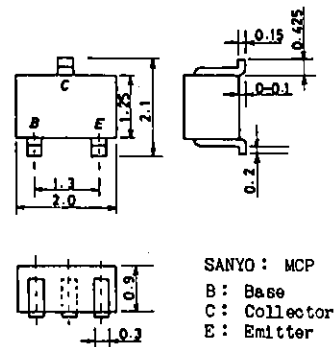 C
B E
1.25
2.1
1.3
2.0
0.15
0.425
0-0.1
0.2
0.9
0.3
SANYO: MCP
B: Base
C: Collector
E: Emitter